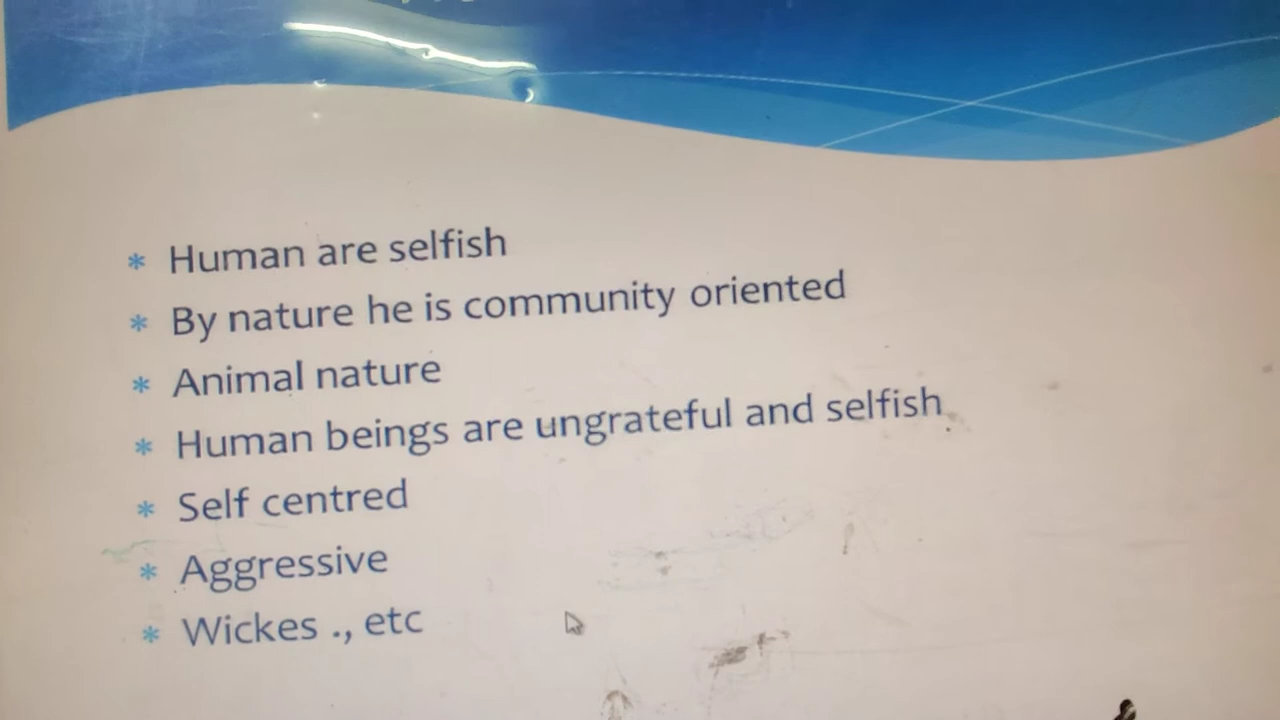 * Human are selfish
* By nature he is community oriented
* Animal nature
* Human beings are ungrateful and selfish
* Self centred
* Aggressive
* Wickes ., etc